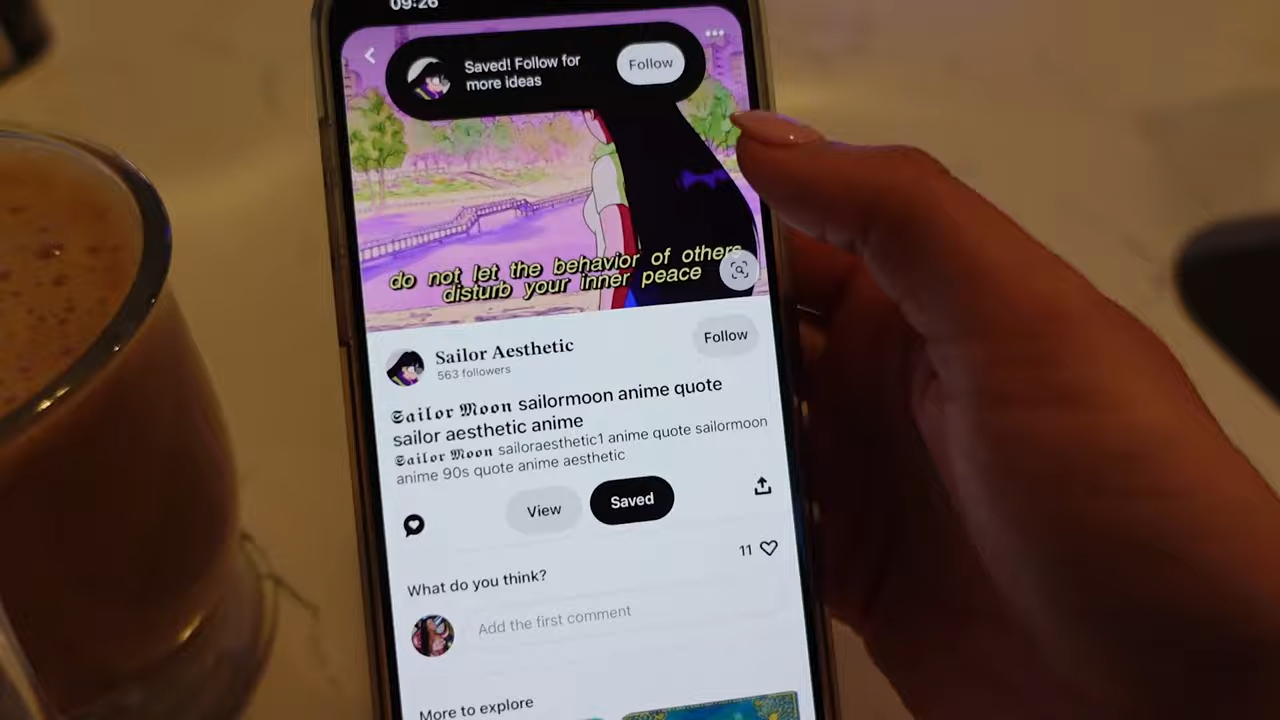 09:26
Saved! Follow for
more ideas
Follow
do not let the behavior of others
disturb your inner peace
Sailor Aesthetic
563 followers
Follow
𝕾𝖆𝖎𝖑𝖔𝖗 𝕸𝖔𝖔𝖓 sailormoon anime quote
sailor aesthetic anime
𝕾𝖆𝖎𝖑𝖔𝖗 𝕸𝖔𝖔𝖓 sailoraesthetic1 anime quote sailormoon
anime 90s quote anime aesthetic
View
Saved
11
What do you think?
Add the first comment
More to explore